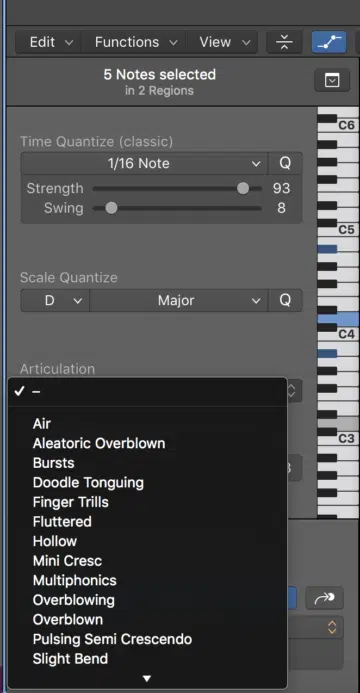 Edit Functions View
5 Notes selected
in 2 Regions
C6
Time Quantize (classic)
1/16 Note Q
Strength 93
Swing 8
C5
Scale Quantize
D Major Q
C4
Articulation
–
Air
Aleatoric Overblown
C3
Bursts
Doodle Tonguing
Finger Trills
Fluttered
Hollow
Mini Cresc
Multiphonics
Overblowing
Overblown
Pulsing Semi Crescendo
Slight Bend